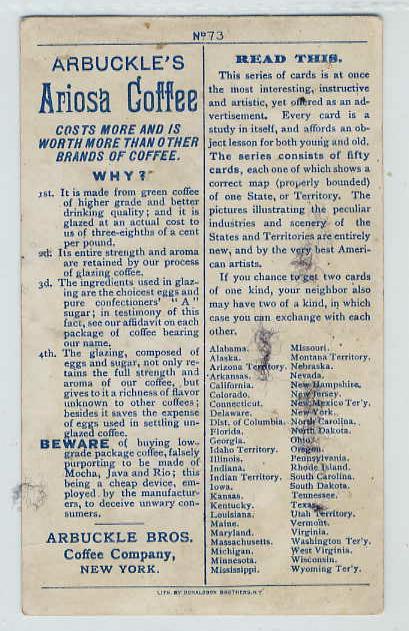 No 73
ARBUCKLE'S
Ariosa Coffee
COSTS MORE AND IS
WORTH MORE THAN OTHER
BRANDS OF COFFEE.
WHY?
1st. It is made from green coffee
of higher grade and better
drinking quality; and it is
glazed at an actual cost to
us of three-eighths of a cent
per pound.
2d. Its entire strength and aroma
are retained by our process
of glazing coffee.
3d. The ingredients used in glaz-
ing are the choicest eggs and
pure confectioners' "A"
sugar; in testimony of this
fact, see our affidavit on each
package of coffee bearing
our name.
4th. The glazing, composed of
eggs and sugar, not only re-
tains the full strength and
aroma of our coffee, but
gives to it a richness of flavor
unknown to other coffees;
besides it saves the expense
of eggs used in settling un-
glazed coffee.
BEWARE of buying low-
grade package coffee, falsely
purporting to be made of
Mocha, Java and Rio; this
being a cheap device, em-
ployed by the manufactur-
ers, to deceive unwary con-
sumers.
ARBUCKLE BROS.
Coffee Company,
NEW YORK.
READ THIS.
This series of cards is at once
the most interesting, instructive
and artistic, yet offered as an ad-
vertisement. Every card is a
study in itself, and affords an ob-
ject lesson for both young and old.
The series consists of fifty
cards, each one of which shows a
correct map (properly bounded)
of one State, or Territory. The
pictures illustrating the peculiar
industries and scenery of the
States and Territories are entirely
new, and by the very best Ameri-
can artists.
If you chance to get two cards
of one kind, your neighbor also
may have two of a kind, in which
case you can exchange with each
other.
Alabama.
Alaska.
Arizona Territory.
Arkansas.
California.
Colorado.
Connecticut.
Delaware.
Dist. of Columbia.
Florida.
Georgia.
Idaho Territory.
Illinois.
Indiana.
Indian Territory.
Iowa.
Kansas.
Kentucky.
Louisiana.
Maine.
Maryland.
Massachusetts.
Michigan.
Minnesota.
Mississippi.
Missouri.
Montana Territory.
Nebraska.
Nevada.
New Hampshire.
New Jersey.
New Mexico Ter'y.
New York.
North Carolina.
North Dakota.
Ohio.
Oregon.
Pennsylvania.
Rhode Island.
South Carolina.
South Dakota.
Tennessee.
Texas.
Utah Territory.
Vermont.
Virginia.
Washington Ter'y.
West Virginia.
Wisconsin.
Wyoming Ter'y.
LITH. BY DONALDSON BROTHERS, N.Y.